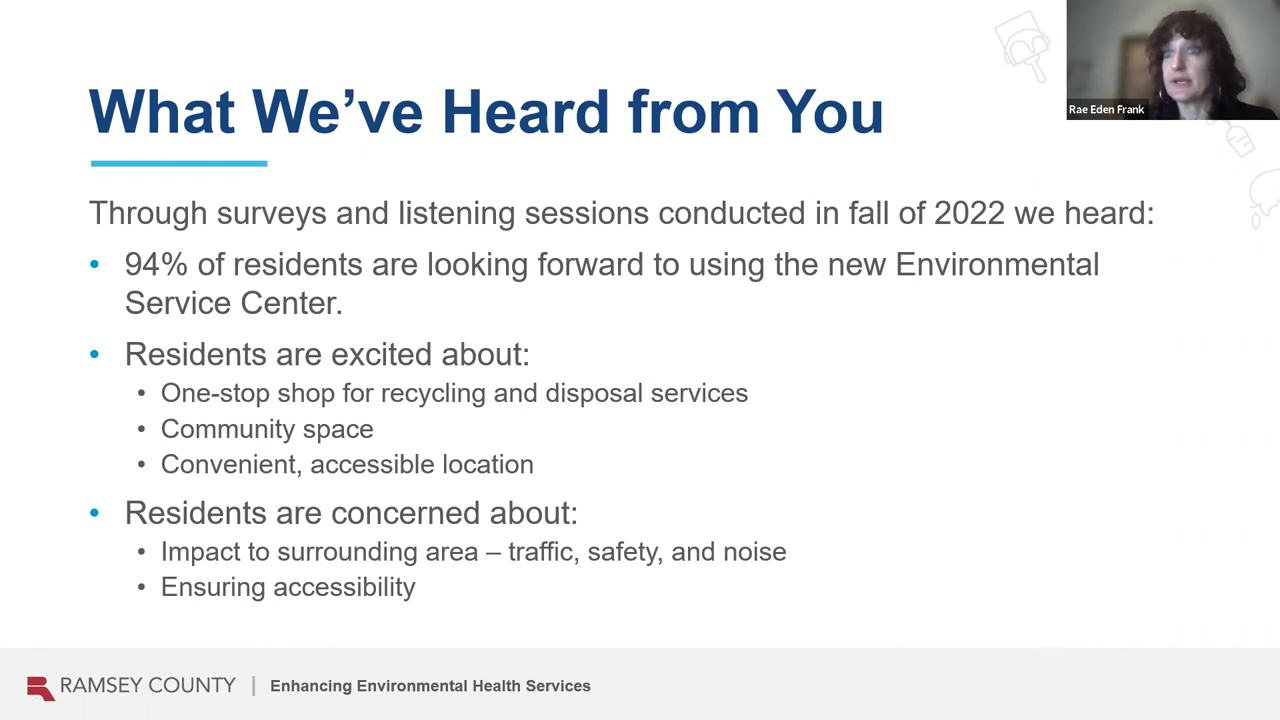 What We’ve Heard from You
Rae Eden Frank
Through surveys and listening sessions conducted in fall of 2022 we heard:
• 94% of residents are looking forward to using the new Environmental
Service Center.
• Residents are excited about:
• One-stop shop for recycling and disposal services
• Community space
• Convenient, accessible location
• Residents are concerned about:
• Impact to surrounding area – traffic, safety, and noise
• Ensuring accessibility
RAMSEY COUNTY | Enhancing Environmental Health Services